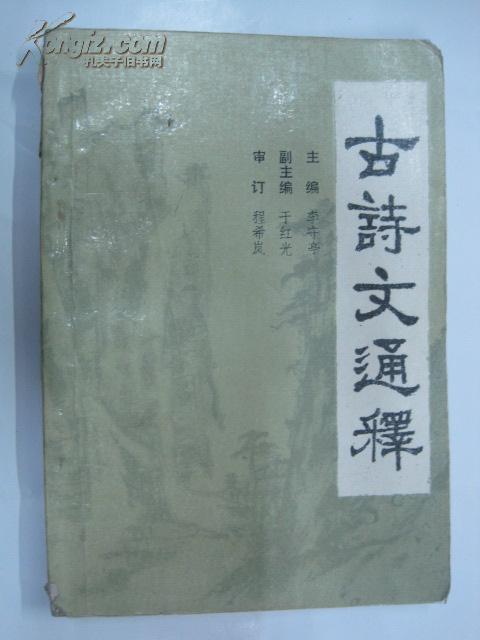 Kongfz.com
孔夫子旧书网
古詩文通釋
主编 李守亭
副主编 于红光
审订 程希岚